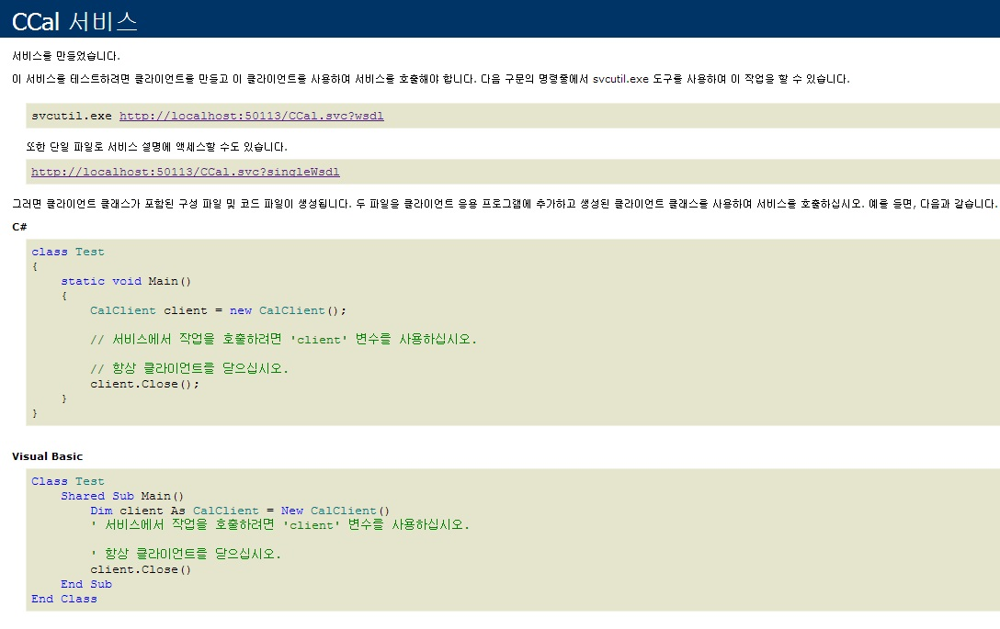 CCal 서비스
서비스를 만들었습니다.
이 서비스를 테스트하려면 클라이언트를 만들고 이 클라이언트를 사용하여 서비스를 호출해야 합니다. 다음 구문의 명령줄에서 svcutil.exe 도구를 사용하여 이 작업을 할 수 있습니다.
svcutil.exe http://localhost:50113/CCal.svc?wsdl
또한 단일 파일로 서비스 설명에 액세스할 수도 있습니다.
http://localhost:50113/CCal.svc?singleWsdl
그러면 클라이언트 클래스가 포함된 구성 파일 및 코드 파일이 생성됩니다. 두 파일을 클라이언트 응용 프로그램에 추가하고 생성된 클라이언트 클래스를 사용하여 서비스를 호출하십시오. 예를 들면, 다음과 같습니다.
C#
class Test
{
static void Main()
{
CalClient client = new CalClient();
// 서비스에서 작업을 호출하려면 'client' 변수를 사용하십시오.
// 항상 클라이언트를 닫으십시오.
client.Close();
}
}
Visual Basic
Class Test
Shared Sub Main()
Dim client As CalClient = New CalClient()
' 서비스에서 작업을 호출하려면 'client' 변수를 사용하십시오.
' 항상 클라이언트를 닫으십시오.
client.Close()
End Sub
End Class